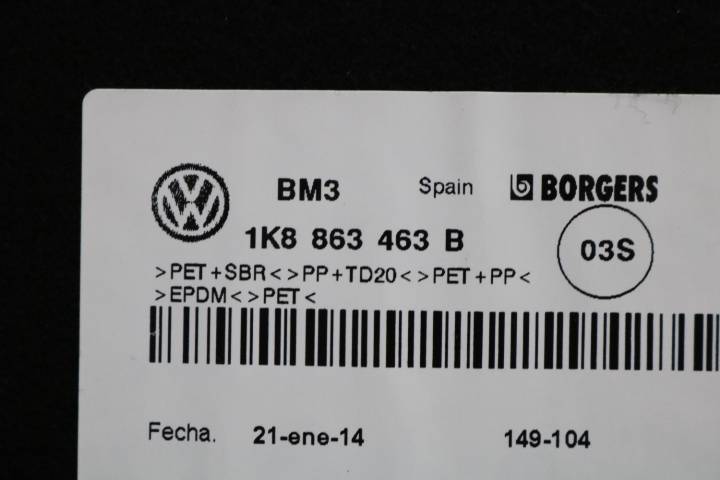 BM3 Spain BORGERS
1K8 863 463 B 03S
>PET+SBR<>PP+TD20<>PET+PP<
>EPDM<>PET<
Fecha. 21-ene-14 149-104